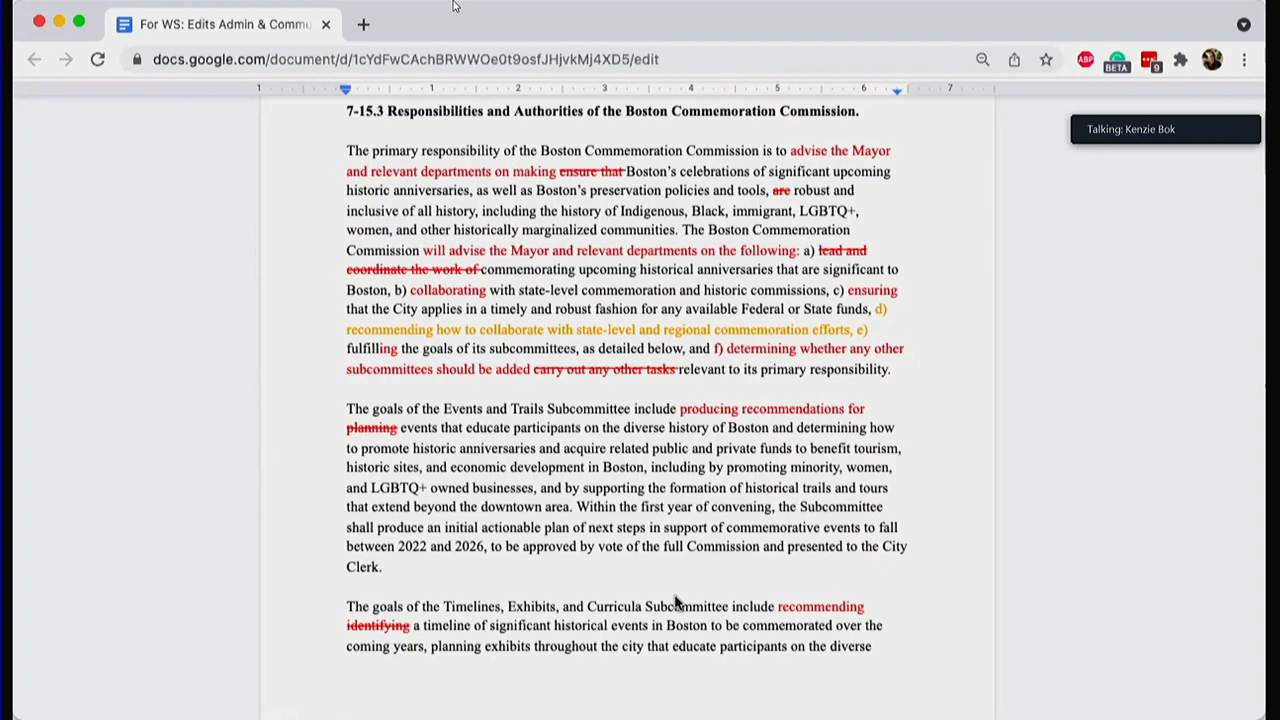 For WS: Edits Admin & Commu
docs.google.com/document/d/1cYdFwCAchBRWWOe0t9osfJHjvkMj4XD5/edit
ABP
BETA
9
1 1 2 3 4 5 6 7
Talking: Kenzie Bok
7-15.3 Responsibilities and Authorities of the Boston Commemoration Commission.
The primary responsibility of the Boston Commemoration Commission is to advise the Mayor
and relevant departments on making ensure that Boston's celebrations of significant upcoming
historic anniversaries, as well as Boston's preservation policies and tools, are robust and
inclusive of all history, including the history of Indigenous, Black, immigrant, LGBTQ+,
women, and other historically marginalized communities. The Boston Commemoration
Commission will advise the Mayor and relevant departments on the following: a) lead and
coordinate the work of commemorating upcoming historical anniversaries that are significant to
Boston, b) collaborating with state-level commemoration and historic commissions, c) ensuring
that the City applies in a timely and robust fashion for any available Federal or State funds, d)
recommending how to collaborate with state-level and regional commemoration efforts, e)
fulfilling the goals of its subcommittees, as detailed below, and f) determining whether any other
subcommittees should be added carry out any other tasks relevant to its primary responsibility.
The goals of the Events and Trails Subcommittee include producing recommendations for
planning events that educate participants on the diverse history of Boston and determining how
to promote historic anniversaries and acquire related public and private funds to benefit tourism,
historic sites, and economic development in Boston, including by promoting minority, women,
and LGBTQ+ owned businesses, and by supporting the formation of historical trails and tours
that extend beyond the downtown area. Within the first year of convening, the Subcommittee
shall produce an initial actionable plan of next steps in support of commemorative events to fall
between 2022 and 2026, to be approved by vote of the full Commission and presented to the City
Clerk.
The goals of the Timelines, Exhibits, and Curricula Subcommittee include recommending
identifying a timeline of significant historical events in Boston to be commemorated over the
coming years, planning exhibits throughout the city that educate participants on the diverse